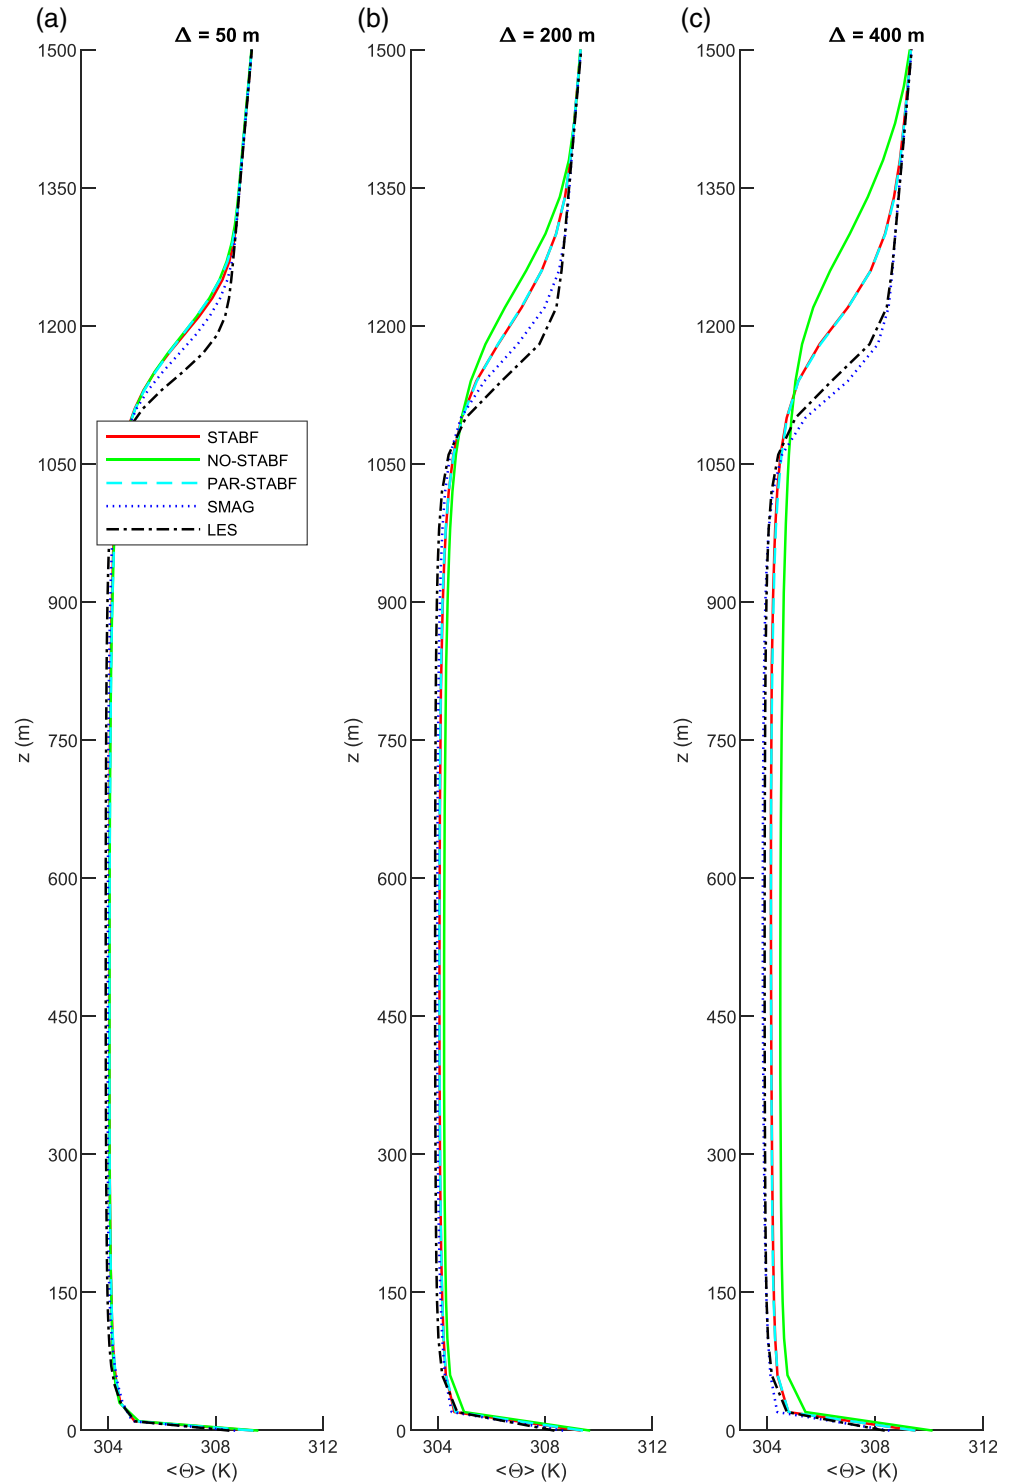 (a)
(b)
(c)
Δ = 50 m
Δ = 200 m
Δ = 400 m
1500
1350
1200
1050
900
750
600
450
300
150
0
z (m)
304
308
312
<Θ> (K)
STABF
NO-STABF
PAR-STABF
SMAG
LES
1500
1350
1200
1050
900
750
600
450
300
150
0
z (m)
304
308
312
<Θ> (K)
1500
1350
1200
1050
900
750
600
450
300
150
0
z (m)
304
308
312
<Θ> (K)